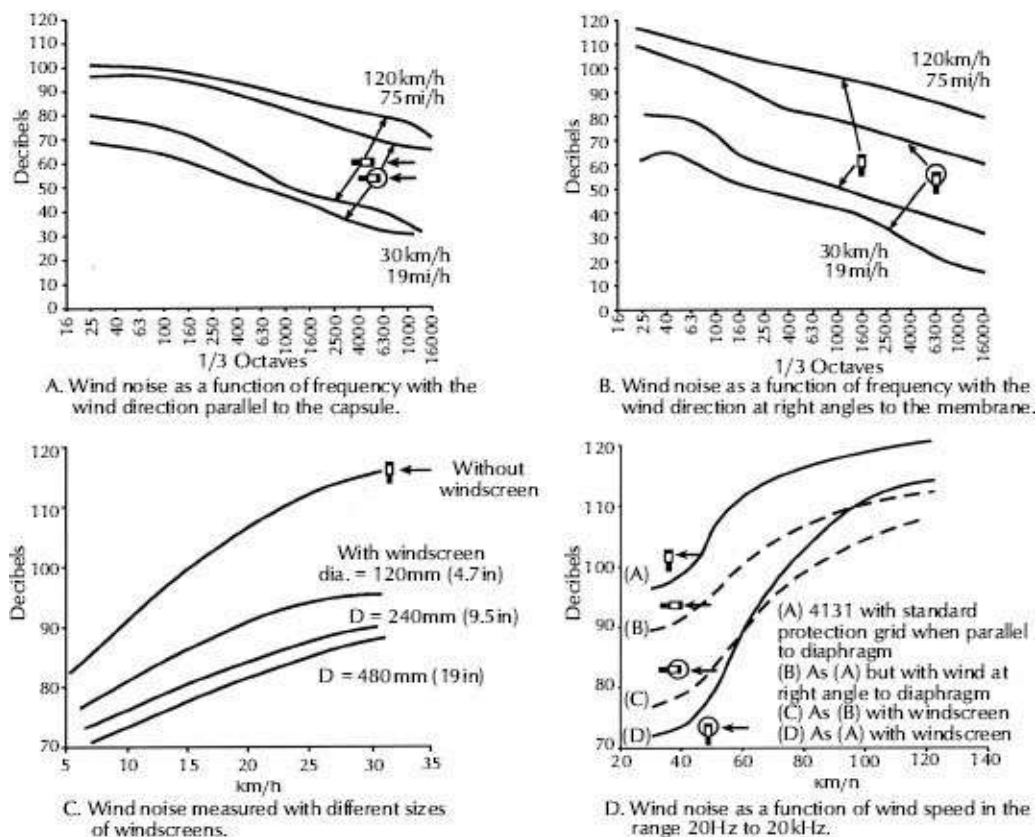 120
110
100
90
80
70
60
50
40
30
20
10
0
Decibels
120km/h
75mi/h
30km/h
19mi/h
16
25
40
63
100
160
250
400
630
1000
1600
2500
4000
6300
1000
16000
1/3 Octaves
A. Wind noise as a function of frequency with the
wind direction parallel to the capsule.
120
110
100
90
80
70
60
50
40
30
20
10
0
Decibels
120km/h
75mi/h
30km/h
19mi/h
16
25
40
63
100
160
250
400
630
1000
1600
2500
4000
6300
1000
16000
1/3 Octaves
B. Wind noise as a function of frequency with the
wind direction at right angles to the membrane.
120
110
100
90
80
70
Decibels
Without
windscreen
With windscreen
dia. = 120mm (4.7in)
D = 240mm (9.5in)
D = 480mm (19in)
5
10
15
20
25
30
35
km/h
C. Wind noise measured with different sizes
of windscreens.
120
110
100
90
80
70
Decibels
(A)
(B)
(C)
(D)
(A) 4131 with standard
protection grid when parallel
to diaphragm
(B) As (A) but with wind at
right angle to diaphragm
(C) As (B) with windscreen
(D) As (A) with windscreen
20
40
60
80
100
120
140
км/n
D. Wind noise as a function of wind speed in the
range 20Hz to 20kHz.